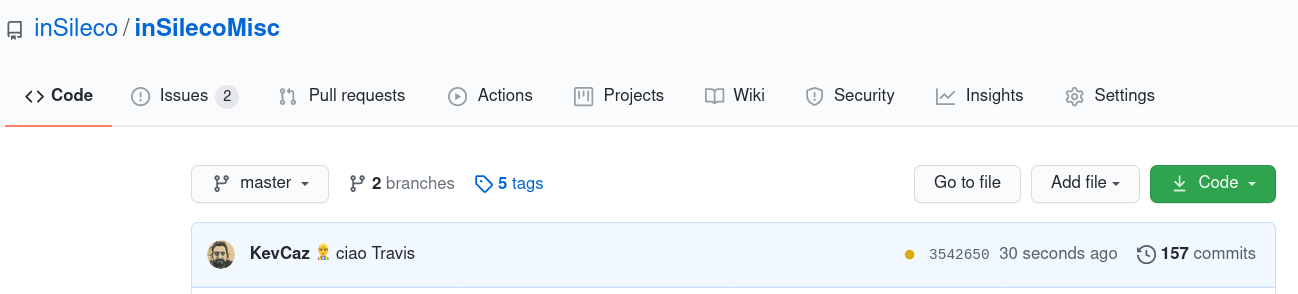 inSileco / inSilecoMisc
Code Issues 2 Pull requests Actions Projects Wiki Security Insights Settings
master 2 branches 5 tags Go to file Add file Code
KevCaz 👷 ciao Travis 3542650 30 seconds ago 157 commits